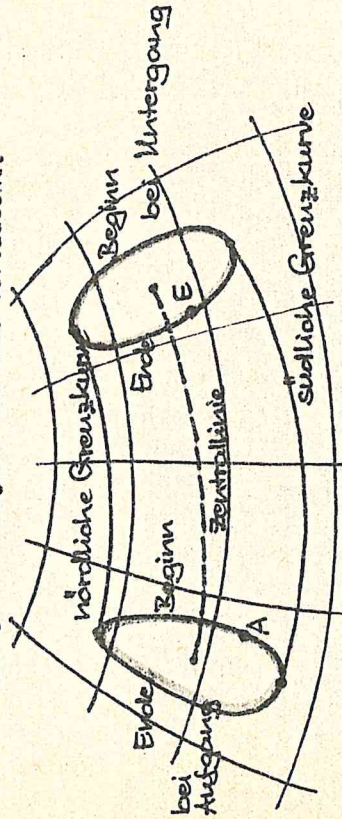 nördliche Grenzkurve
Beginn
bei Untergang
Ende
E
Beginn
Zentrallinie
Ende
A
bei
Aufgang
südliche Grenzkurve